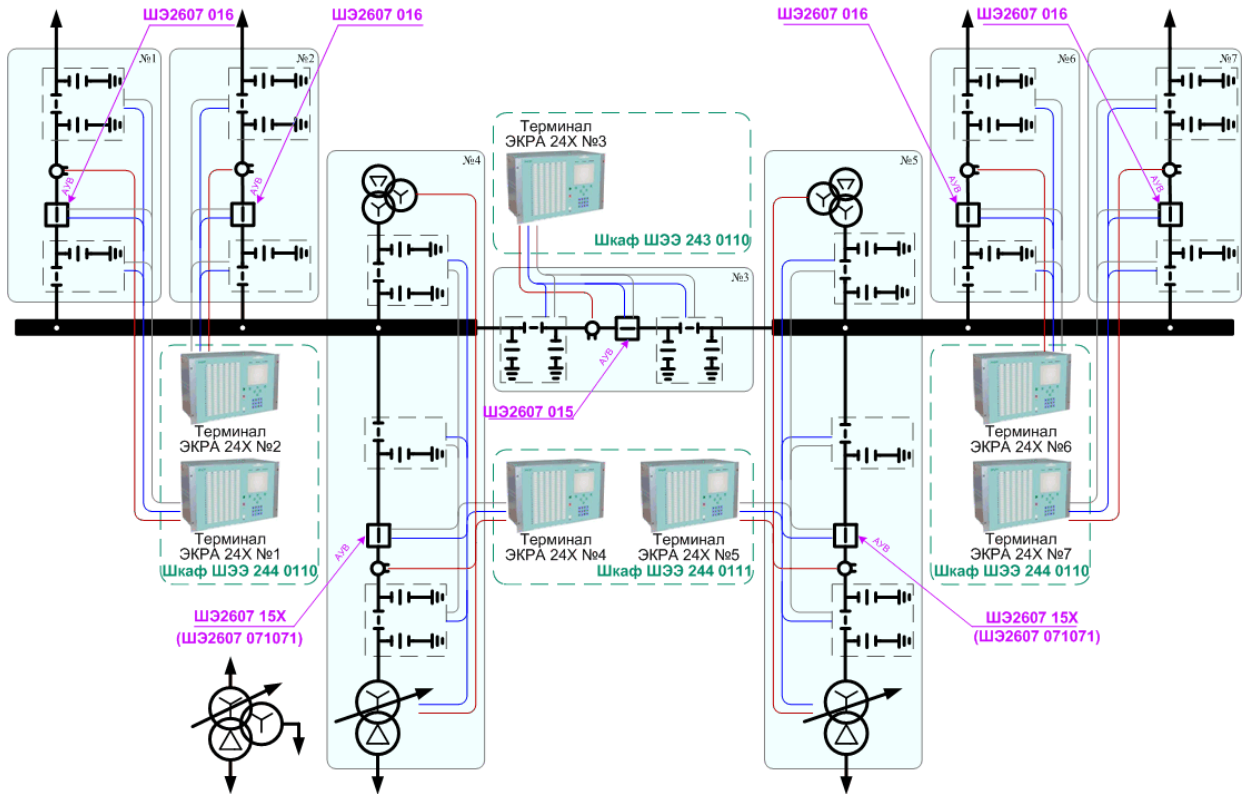 ШЭ2607 016
ШЭ2607 016
ШЭ2607 016
ШЭ2607 016
№1
№2
№6
№7
АУВ
АУВ
АУВ
АУВ
Терминал
ЭКРА 24Х №3
Шкаф ШЭЭ 243 0110
№4
№5
№3
АУВ
ШЭ2607 015
Терминал
ЭКРА 24Х №2
Терминал
ЭКРА 24Х №1
Шкаф ШЭЭ 244 0110
Терминал
ЭКРА 24Х №6
Терминал
ЭКРА 24Х №7
Шкаф ШЭЭ 244 0110
Терминал
ЭКРА 24Х №4
Терминал
ЭКРА 24Х №5
Шкаф ШЭЭ 244 0111
АУВ
АУВ
ШЭ2607 15Х
(ШЭ2607 071071)
ШЭ2607 15Х
(ШЭ2607 071071)